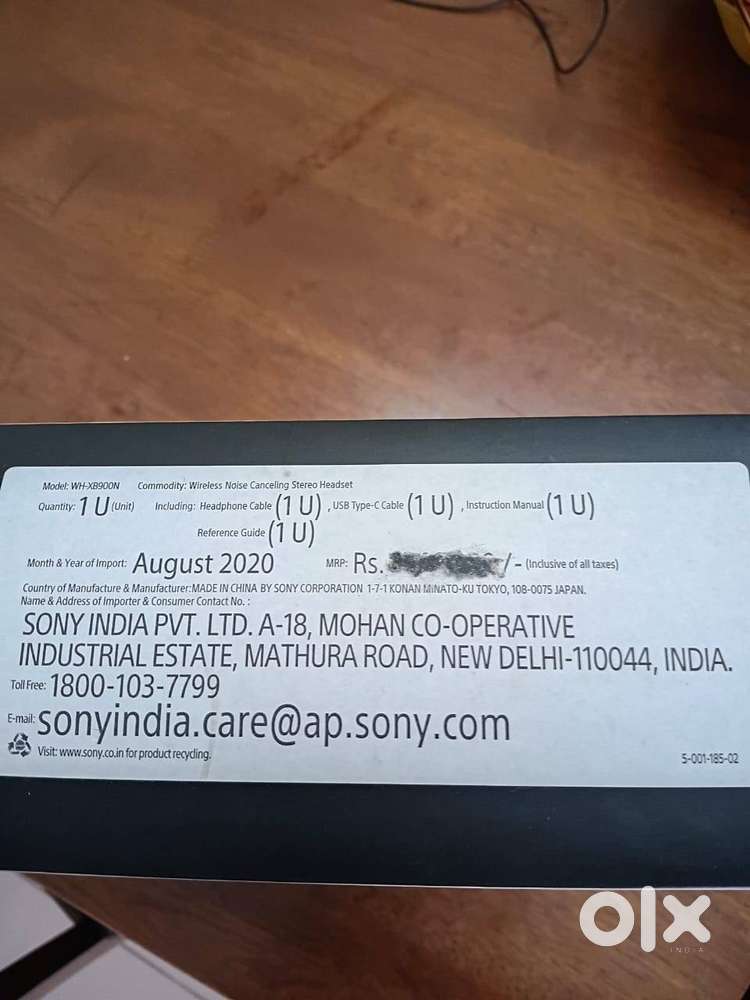 Model: WH-XB900N Commodity: Wireless Noise Canceling Stereo Headset
Quantity: 1 U (Unit) Including: Headphone Cable (1 U) , USB Type-C Cable (1 U) , Instruction Manual (1 U)
Reference Guide (1 U)
Month & Year of Import: August 2020 MRP: Rs. /- (Inclusive of all taxes)
Country of Manufacture & Manufacturer:MADE IN CHINA BY SONY CORPORATION 1-7-1 KONAN MINATO-KU TOKYO, 108-0075 JAPAN.
Name & Address of Importer & Consumer Contact No. :
SONY INDIA PVT. LTD. A-18, MOHAN CO-OPERATIVE
INDUSTRIAL ESTATE, MATHURA ROAD, NEW DELHI-110044, INDIA.
Toll Free: 1800-103-7799
E-mail: sonyindia.care@ap.sony.com
Visit: www.sony.co.in for product recycling.
5-001-185-02
olx
INDIA